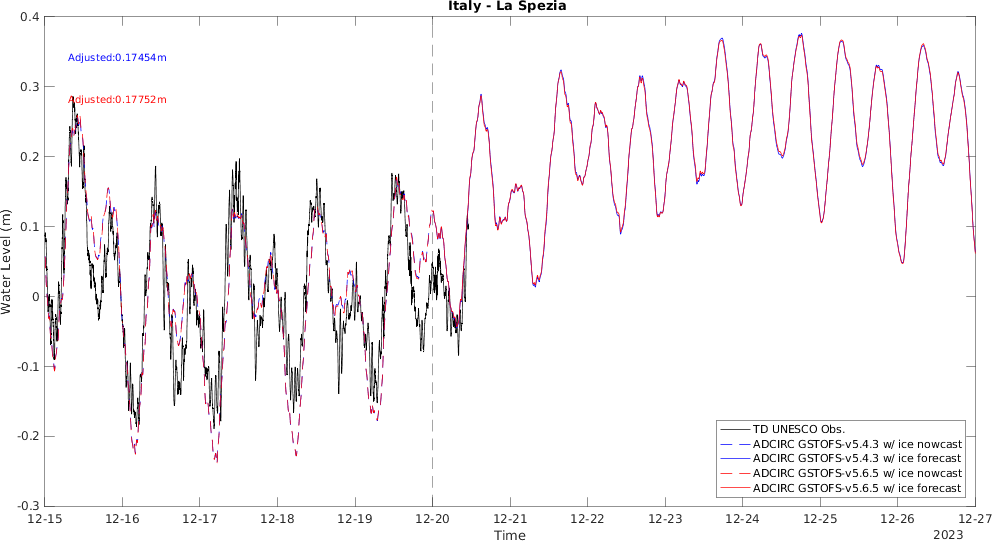 Italy - La Spezia
Adjusted:0.17454m
Adjusted:0.17752m
Water Level (m)
0.4
0.3
0.2
0.1
0
-0.1
-0.2
-0.3
TD UNESCO Obs.
ADCIRC GSTOFS-v5.4.3 w/ ice nowcast
ADCIRC GSTOFS-v5.4.3 w/ ice forecast
ADCIRC GSTOFS-v5.6.5 w/ ice nowcast
ADCIRC GSTOFS-v5.6.5 w/ ice forecast
12-15 12-16 12-17 12-18 12-19 12-20 12-21 12-22 12-23 12-24 12-25 12-26 12-27
Time
2023